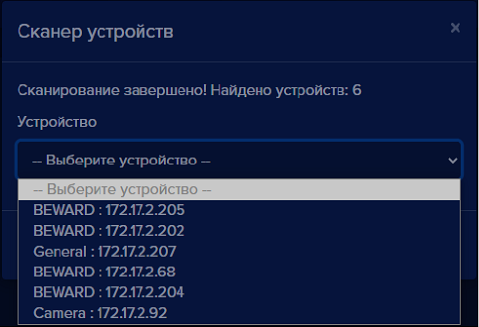 Сканер устройств ×
Сканирование завершено! Найдено устройств: 6
Устройство
-- Выберите устройство --
-- Выберите устройство --
BEWARD : 172.17.2.205
BEWARD : 172.17.2.202
General : 172.17.2.207
BEWARD : 172.17.2.68
BEWARD : 172.17.2.204
Camera : 172.17.2.92